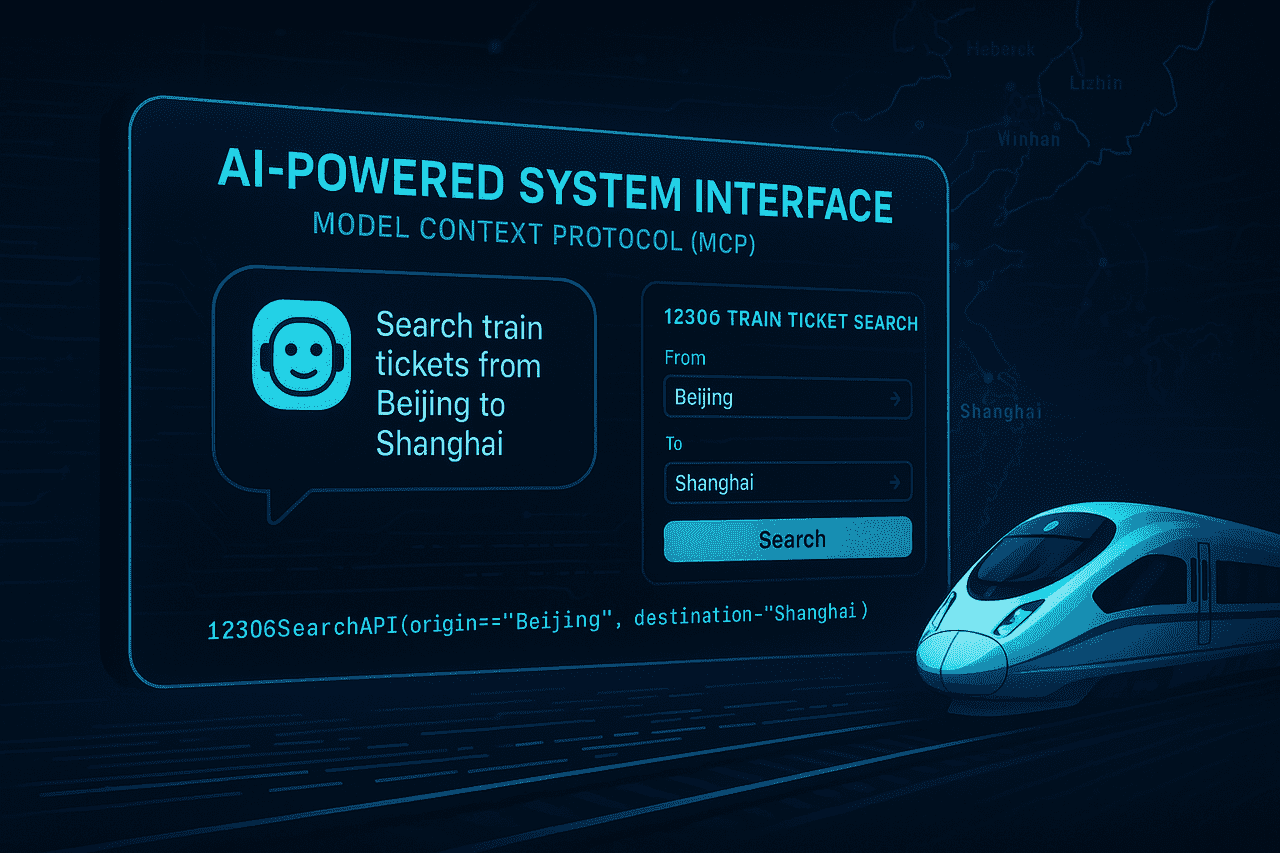 AI-POWERED SYSTEM INTERFACE
MODEL CONTEXT PROTOCOL (MCP)
Search train
tickets from
Beijing to
Shanghai
12306 TRAIN TICKET SEARCH
From
Beijing
To
Shanghai
Search
12306SearchAPI(origin=="Beijing", destination-"Shanghai)
Lizhin
Winhan
Shanghai